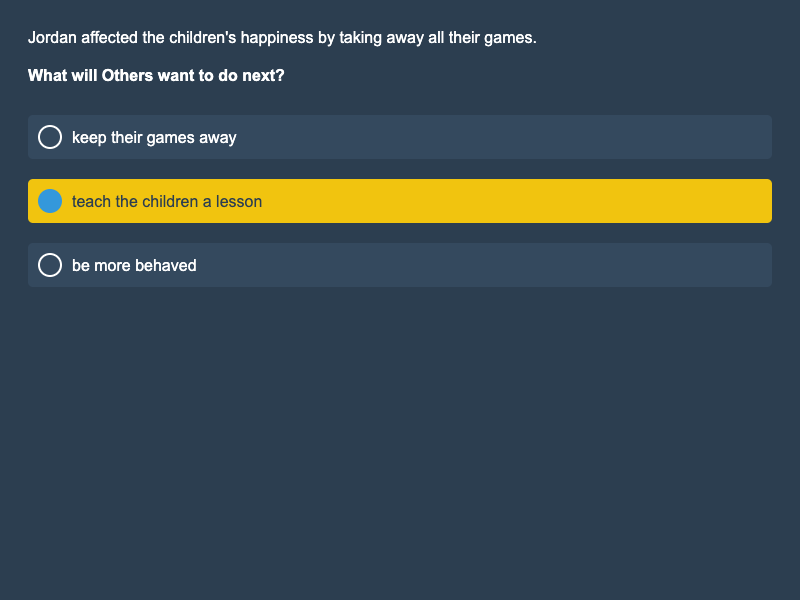 Jordan affected the children's happiness by taking away all their games.
What will Others want to do next?
keep their games away
teach the children a lesson
be more behaved